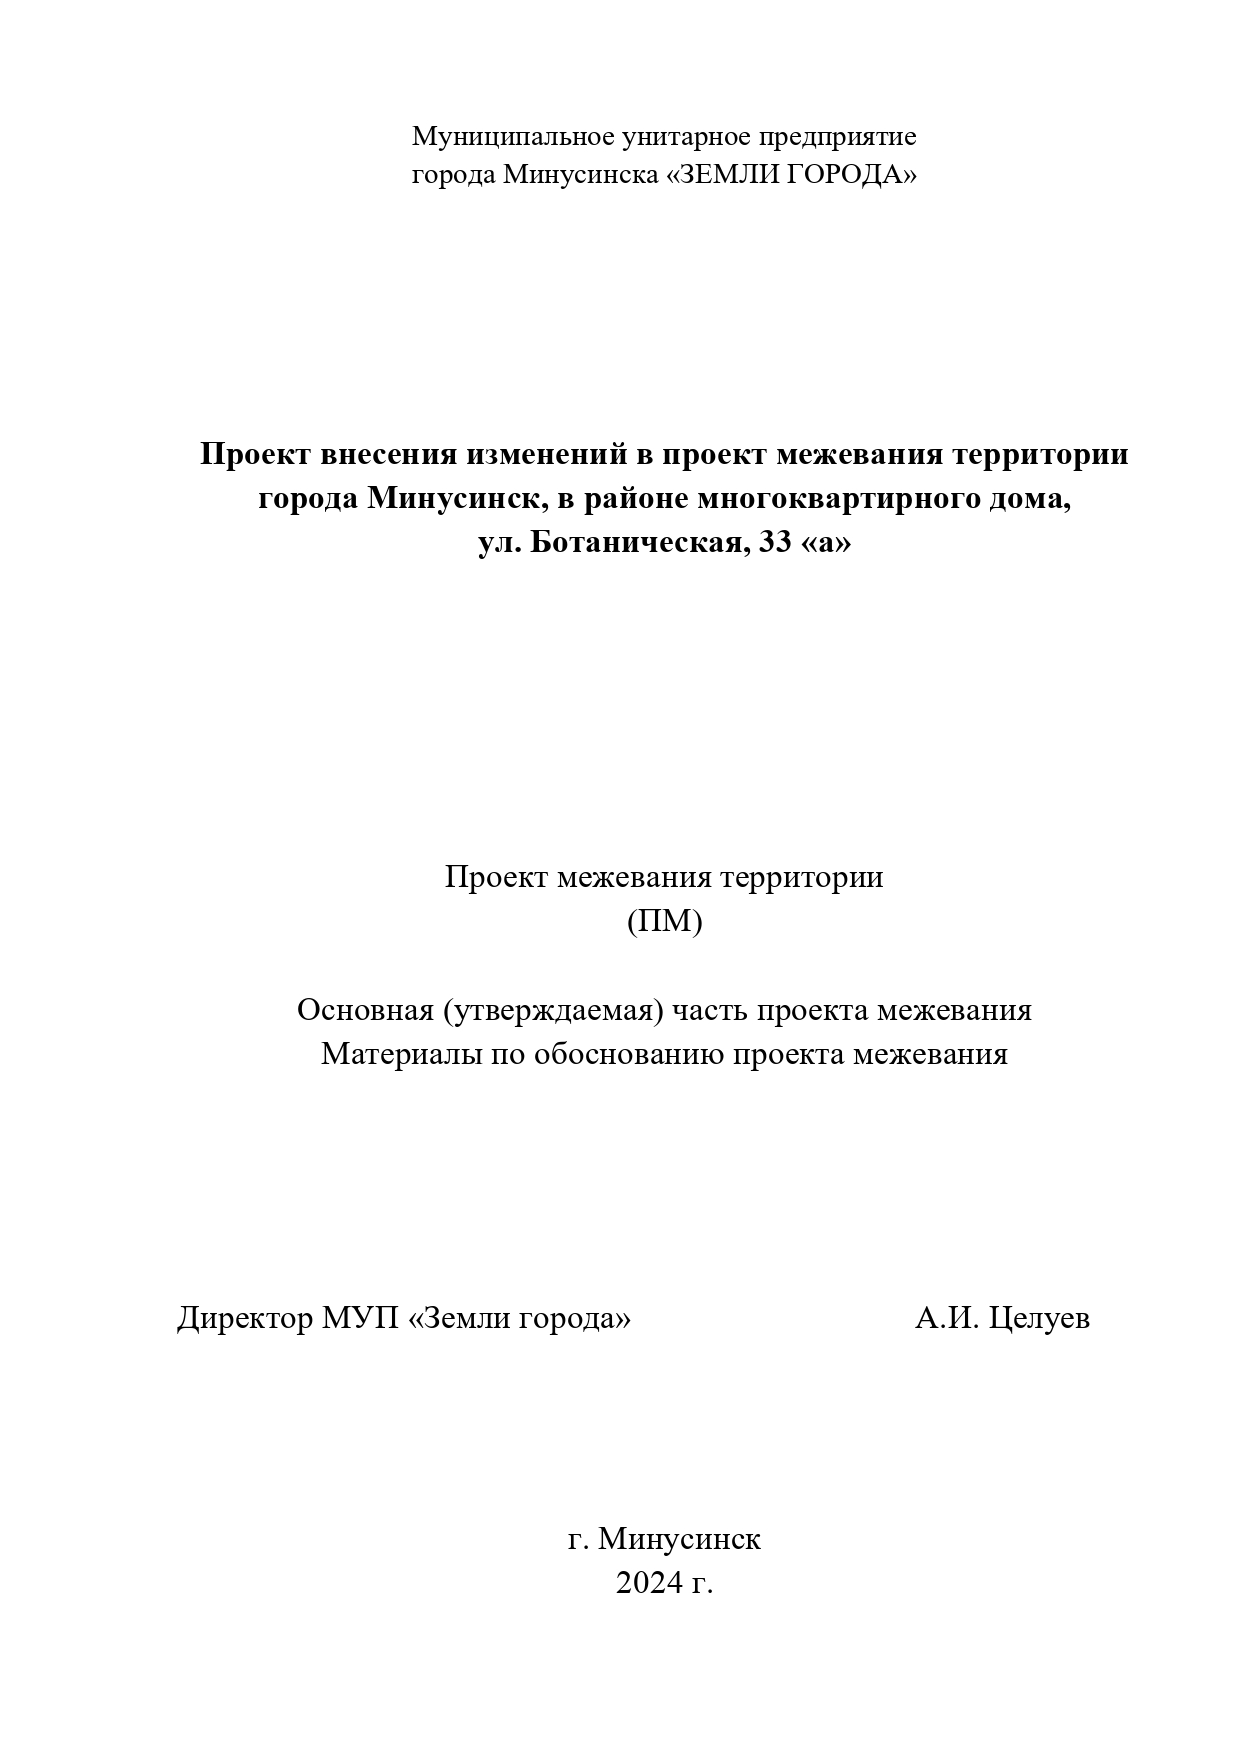 Муниципальное унитарное предприятие
города Минусинска «ЗЕМЛИ ГОРОДА»
Проект внесения изменений в проект межевания территории
города Минусинск, в районе многоквартирного дома,
ул. Ботаническая, 33 «а»
Проект межевания территории
(ПМ)
Основная (утверждаемая) часть проекта межевания
Материалы по обоснованию проекта межевания
Директор МУП «Земли города» А.И. Целуев
г. Минусинск
2024 г.